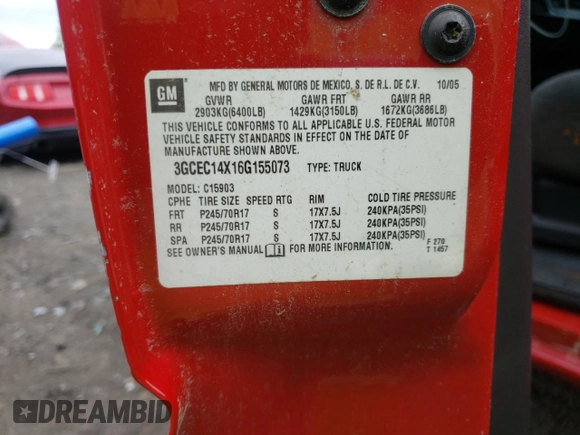 GM
MFD BY GENERAL MOTORS DE MEXICO, S. DE R.L. DE C.V. 10/05
GVWR GAWR FRT GAWR RR
2903KG(6400LB) 1429KG(3150LB) 1672KG(3686LB)
THIS VEHICLE CONFORMS TO ALL APPLICABLE U.S. FEDERAL MOTOR
VEHICLE SAFETY STANDARDS IN EFFECT ON THE DATE OF
MANUFACTURE SHOWN ABOVE.
3GCEC14X16G155073 TYPE: TRUCK
MODEL: C15903
CPHE TIRE SIZE SPEED RTG RIM COLD TIRE PRESSURE
FRT P245/70R17 S 17X7.5J 240KPA(35PSI)
RR P245/70R17 S 17X7.5J 240KPA(35PSI)
SPA P245/70R17 S 17X7.5J 240KPA(35PSI)
SEE OWNER'S MANUAL i FOR MORE INFORMATION. F 270
T 1457
DREAMBID